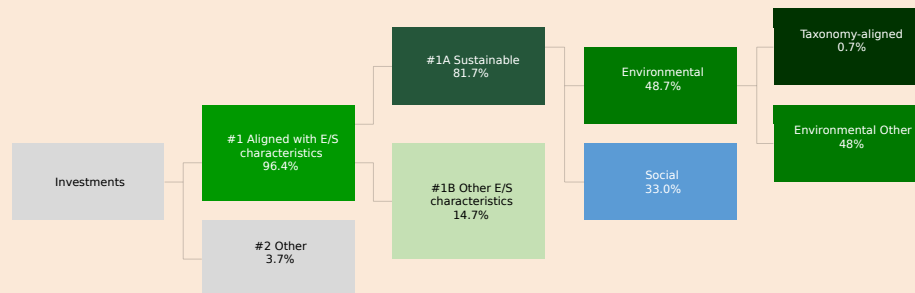 Investments
#1 Aligned with E/S
characteristics
96.4%
#2 Other
3.7%
#1A Sustainable
81.7%
#1B Other E/S
characteristics
14.7%
Environmental
48.7%
Social
33.0%
Taxonomy-aligned
0.7%
Environmental Other
48%